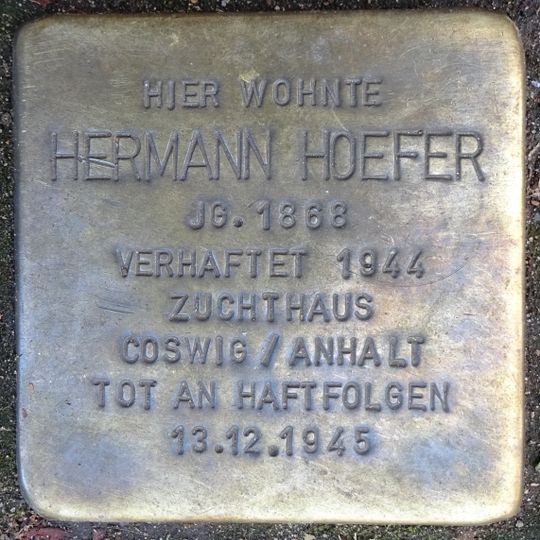 HIER WOHNTE
HERMANN HOEFER
JG. 1868
VERHAFTET 1944
ZUCHTHAUS
COSWIG / ANHALT
TOT AN HAFTFOLGEN
13.12.1945